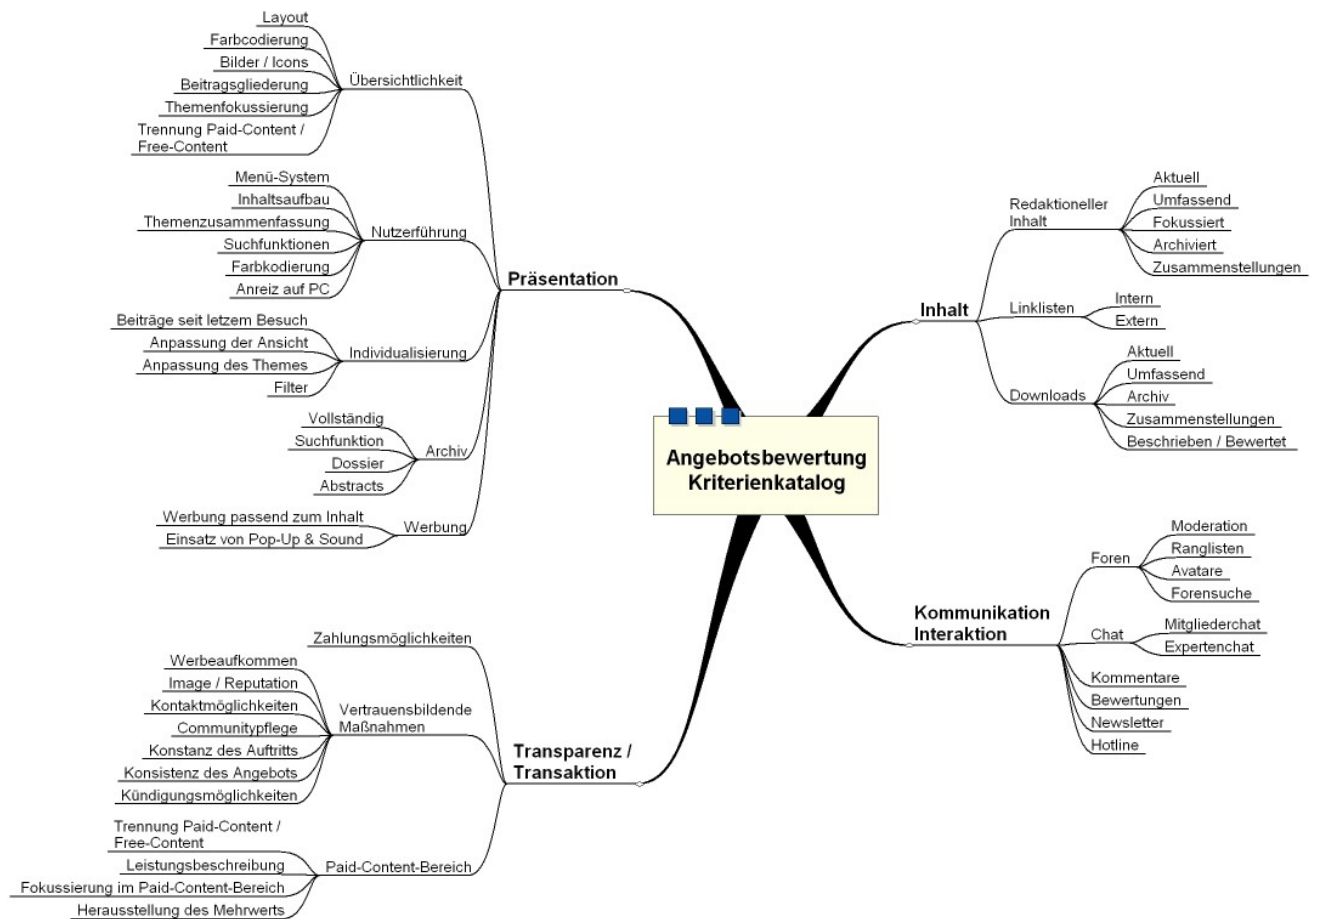 Angebotsbewertung
Kriterienkatalog
Präsentation
Übersichtlichkeit
Layout
Farbcodierung
Bilder / Icons
Beitragsgliederung
Themenfokussierung
Trennung Paid-Content /
Free-Content
Nutzerführung
Menü-System
Inhaltsaufbau
Themenzusammenfassung
Suchfunktionen
Farbkodierung
Anreiz auf PC
Individualisierung
Beiträge seit letzem Besuch
Anpassung der Ansicht
Anpassung des Themes
Filter
Archiv
Vollständig
Suchfunktion
Dossier
Abstracts
Werbung
Werbung passend zum Inhalt
Einsatz von Pop-Up & Sound
Transparenz /
Transaktion
Zahlungsmöglichkeiten
Vertrauensbildende
Maßnahmen
Werbeaufkommen
Image / Reputation
Kontaktmöglichkeiten
Communitypflege
Konstanz des Auftritts
Konsistenz des Angebots
Kündigungsmöglichkeiten
Paid-Content-Bereich
Trennung Paid-Content /
Free-Content
Leistungsbeschreibung
Fokussierung im Paid-Content-Bereich
Herausstellung des Mehrwerts
Inhalt
Redaktioneller
Inhalt
Aktuell
Umfassend
Fokussiert
Archiviert
Zusammenstellungen
Linklisten
Intern
Extern
Downloads
Aktuell
Umfassend
Archiv
Zusammenstellungen
Beschrieben / Bewertet
Kommunikation
Interaktion
Foren
Moderation
Ranglisten
Avatare
Forensuche
Chat
Mitgliederchat
Expertenchat
Kommentare
Bewertungen
Newsletter
Hotline